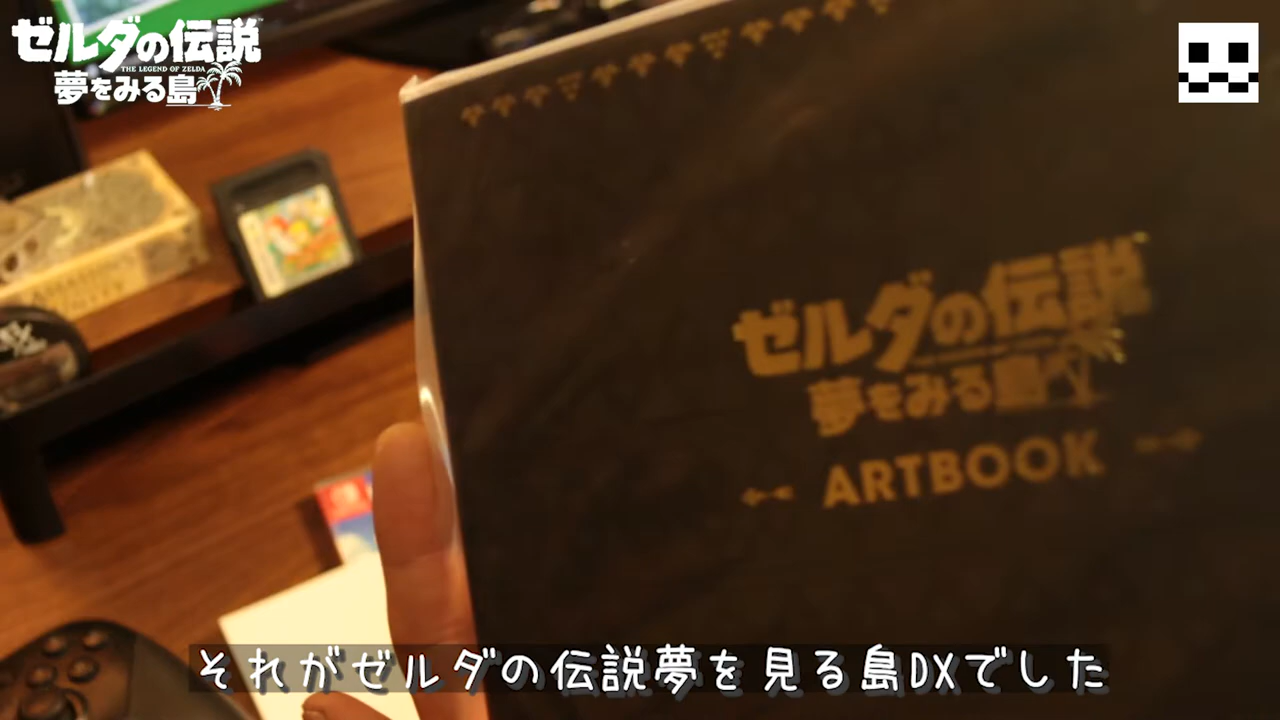 ゼルダの伝説
THE LEGEND OF ZELDA
夢をみる島
ゼルダの伝説
夢をみる島
ARTBOOK
それがゼルダの伝説夢を見る島DXでした